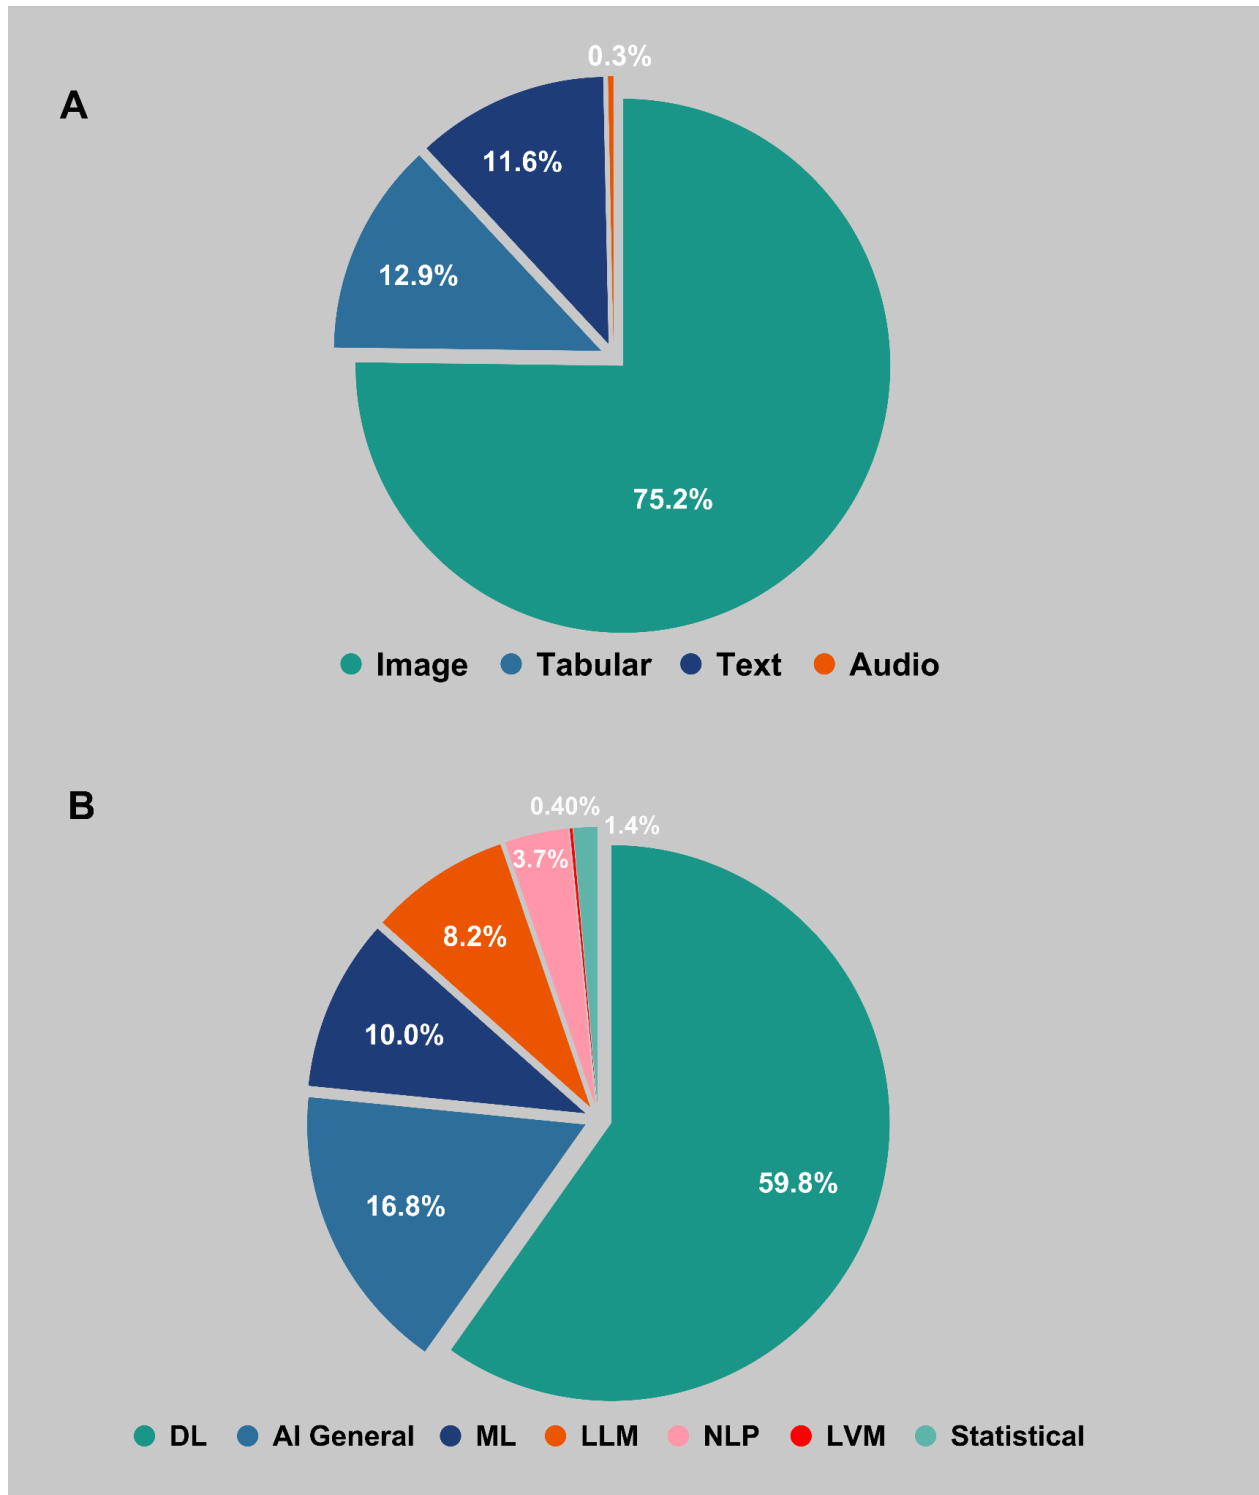 A
0.3%
11.6%
12.9%
75.2%
Image Tabular Text Audio
B
0.40%
1.4%
3.7%
8.2%
10.0%
59.8%
16.8%
DL AI General ML LLM NLP LVM Statistical